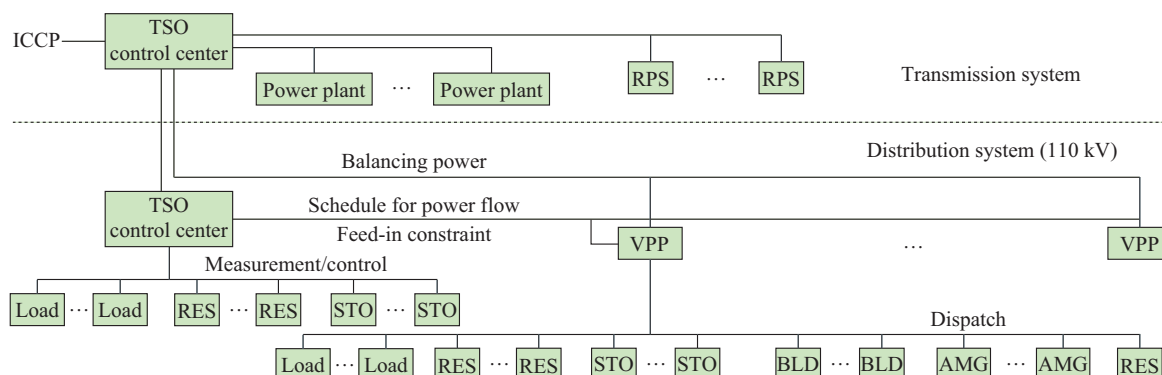 TSO
control center
ICCP
Power plant ... Power plant
RPS ... RPS
Transmission system
Distribution system (110 kV)
Balancing power
TSO
control center
Schedule for power flow
Feed-in constraint
VPP ... VPP
Measurement/control
Load ... Load RES ... RES STO ... STO
Dispatch
Load ... Load RES ... RES STO ... STO BLD ... BLD AMG ... AMG RES